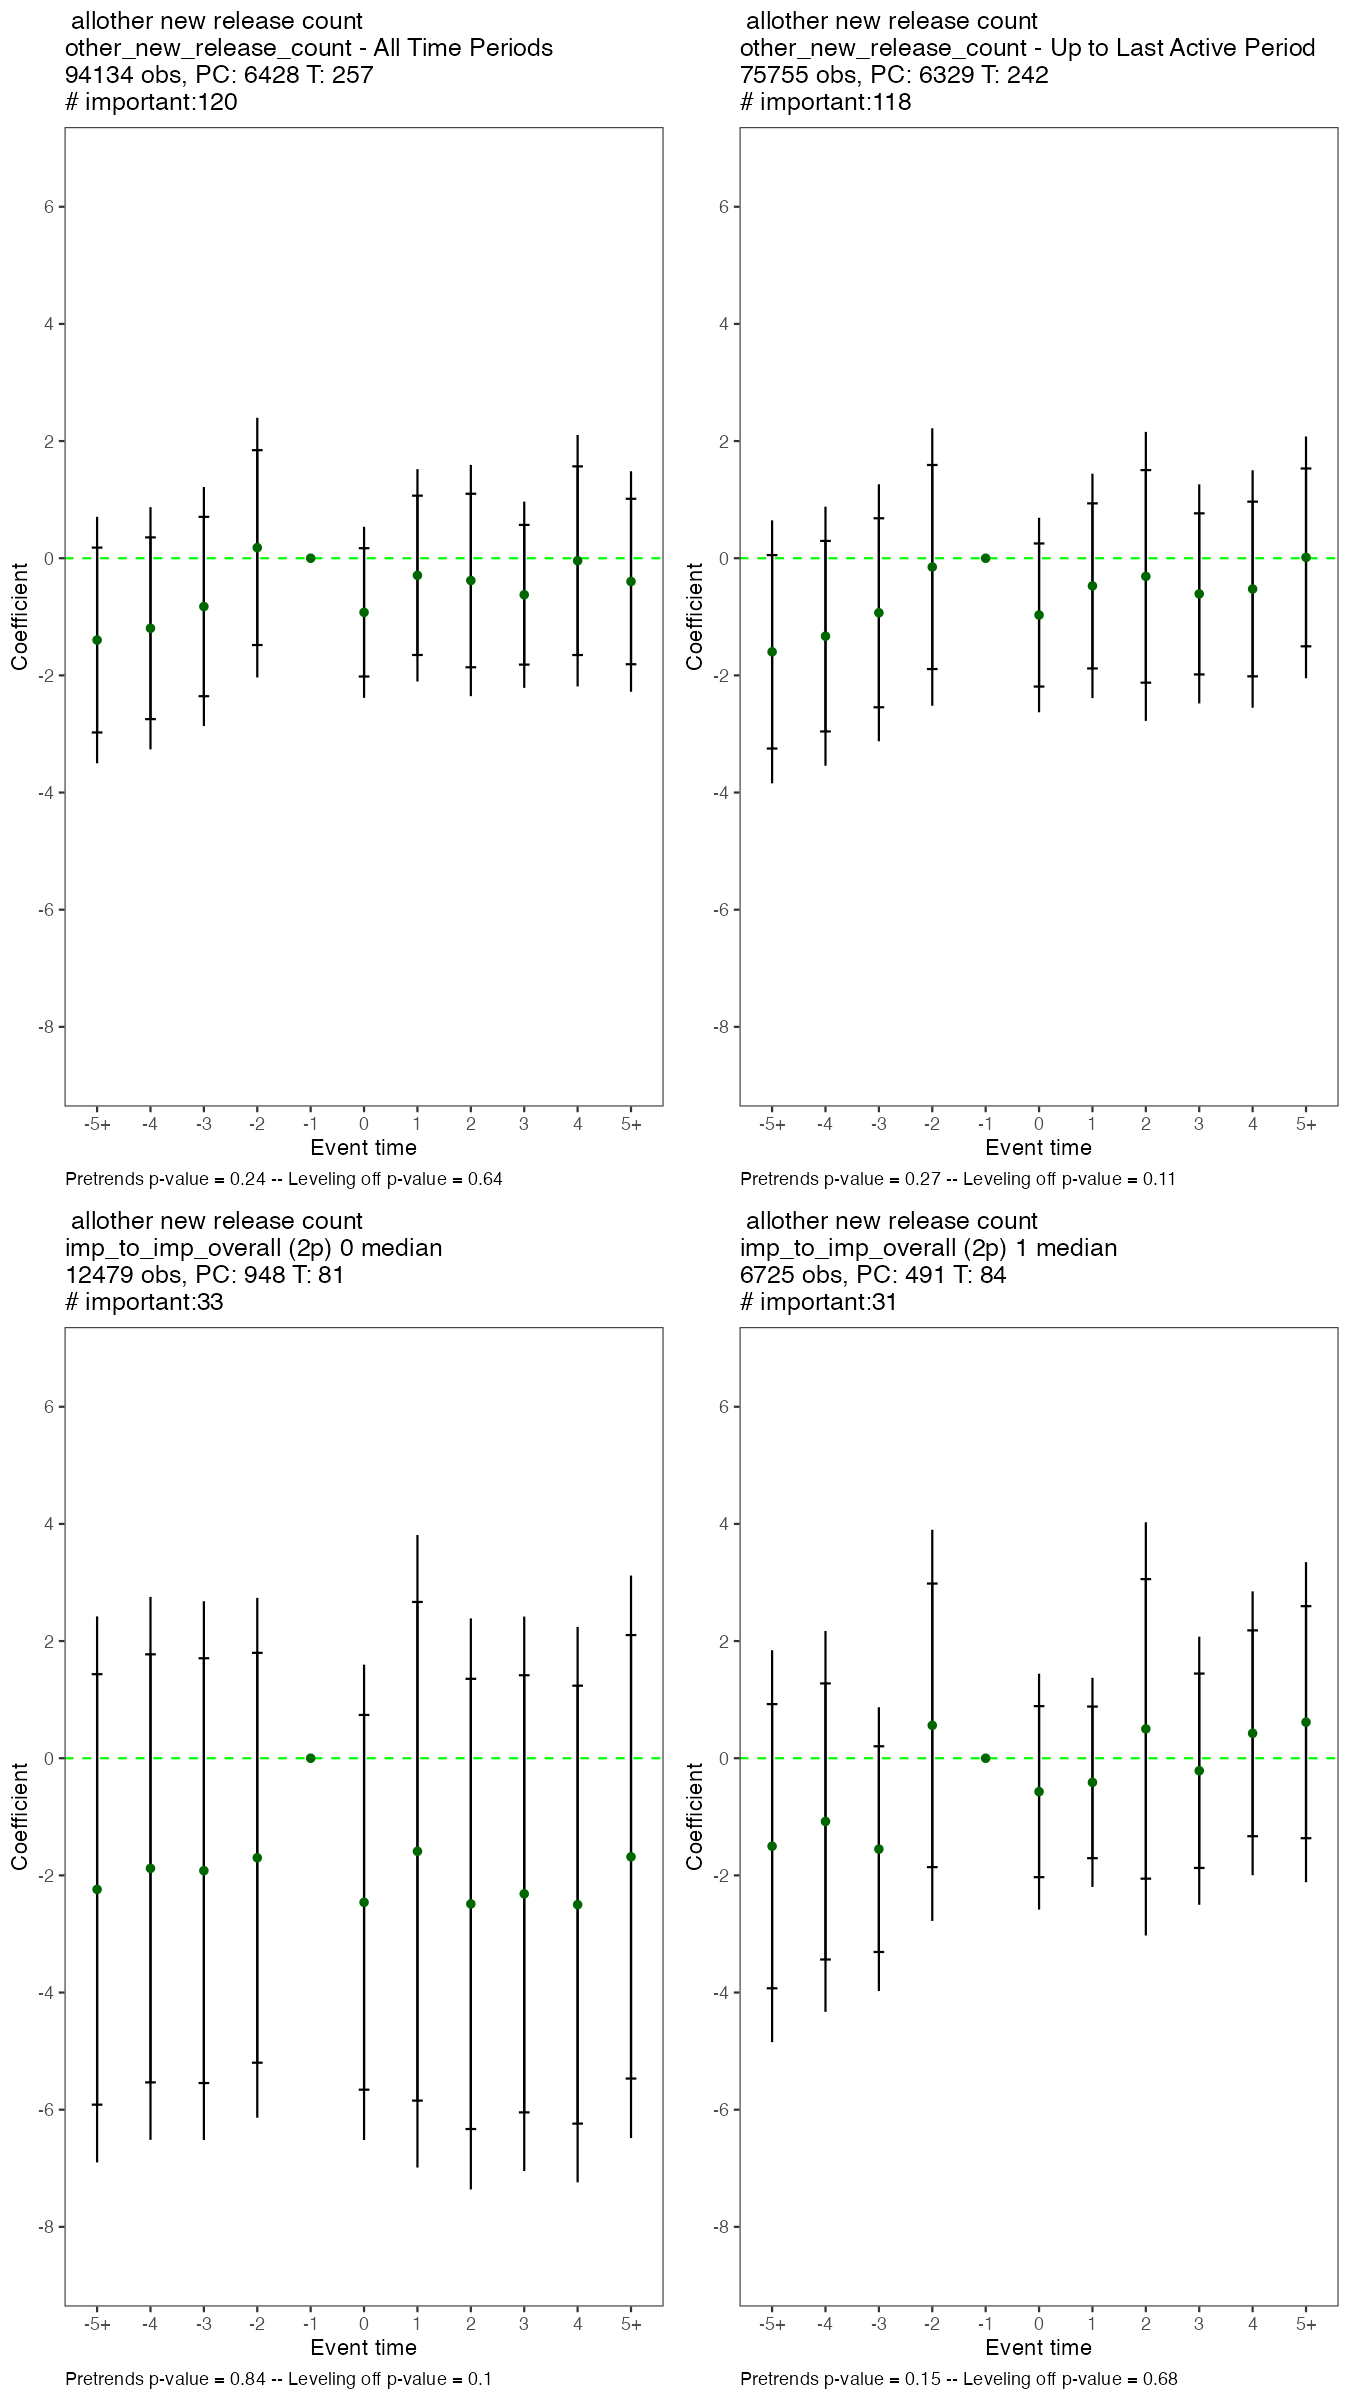 allother new release count
other_new_release_count - All Time Periods
94134 obs, PC: 6428 T: 257
# important:120
6
4
2
0
-2
-4
-6
-8
Coefficient
-5+ -4 -3 -2 -1 0 1 2 3 4 5+
Event time
Pretrends p-value = 0.24 -- Leveling off p-value = 0.64
allother new release count
other_new_release_count - Up to Last Active Period
75755 obs, PC: 6329 T: 242
# important:118
6
4
2
0
-2
-4
-6
-8
Coefficient
-5+ -4 -3 -2 -1 0 1 2 3 4 5+
Event time
Pretrends p-value = 0.27 -- Leveling off p-value = 0.11
allother new release count
imp_to_imp_overall (2p) 0 median
12479 obs, PC: 948 T: 81
# important:33
6
4
2
0
-2
-4
-6
-8
Coefficient
-5+ -4 -3 -2 -1 0 1 2 3 4 5+
Event time
Pretrends p-value = 0.84 -- Leveling off p-value = 0.1
allother new release count
imp_to_imp_overall (2p) 1 median
6725 obs, PC: 491 T: 84
# important:31
6
4
2
0
-2
-4
-6
-8
Coefficient
-5+ -4 -3 -2 -1 0 1 2 3 4 5+
Event time
Pretrends p-value = 0.15 -- Leveling off p-value = 0.68